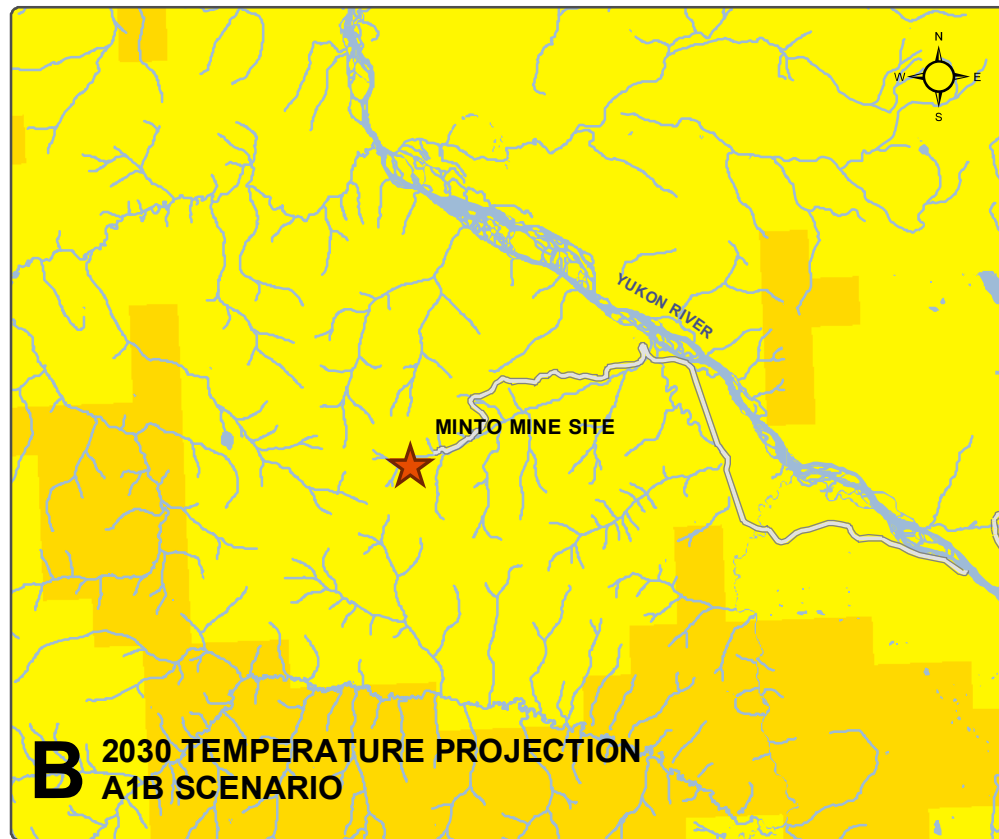 N
W E
S
YUKON RIVER
MINTO MINE SITE
B 2030 TEMPERATURE PROJECTION
A1B SCENARIO